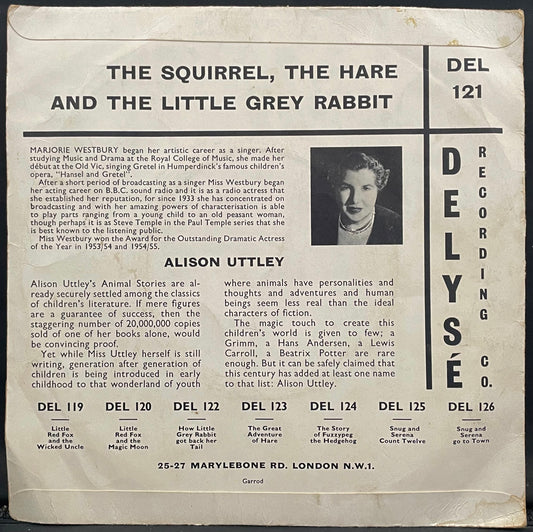 THE SQUIRREL, THE HARE
AND THE LITTLE GREY RABBIT
DEL
121
DELYSÉ
RECORDING
CO.
MARJORIE WESTBURY began her artistic career as a singer. After
studying Music and Drama at the Royal College of Music, she made her
début at the Old Vic, singing Gretel in Humperdinck's famous children's
opera, "Hansel and Gretel".
After a short period of broadcasting as a singer Miss Westbury began
her acting career on B.B.C. sound radio and it is as a radio actress that
she established her reputation, for since 1933 she has concentrated on
broadcasting and with her amazing powers of characterisation is able
to play parts ranging from a young child to an old peasant woman,
though perhaps it is as Steve Temple in the Paul Temple series that she
is best known to the listening public.
Miss Westbury won the Award for the Outstanding Dramatic Actress
of the Year in 1953/54 and 1954/55.
ALISON UTTLEY
Alison Uttley's Animal Stories are al-
ready securely settled among the classics
of children's literature. If mere figures
are a guarantee of success, then the
staggering number of 20,000,000 copies
sold of one of her books alone, would
be convincing proof.
Yet while Miss Uttley herself is still
writing, generation after generation of
children is being introduced in early
childhood to that wonderland of youth
where animals have personalities and
thoughts and adventures and human
beings seem less real than the ideal
characters of fiction.
The magic touch to create this
children's world is given to few; a
Grimm, a Hans Andersen, a Lewis
Carroll, a Beatrix Potter are rare
enough. But it can be safely claimed that
this century has added at least one name
to that list: Alison Uttley.
DEL 119
Little
Red Fox
and the
Wicked Uncle
DEL 120
Little
Red Fox
and the
Magic Moon
DEL 122
How Little
Grey Rabbit
got back her
Tail
DEL 123
The Great
Adventure
of Hare
DEL 124
The Story
of Fuzzypeg
the Hedgehog
DEL 125
Snug and
Serena
Count Twelve
DEL 126
Snug and
Serena
go to Town
25-27 MARYLEBONE RD. LONDON N.W.1.
Garrod